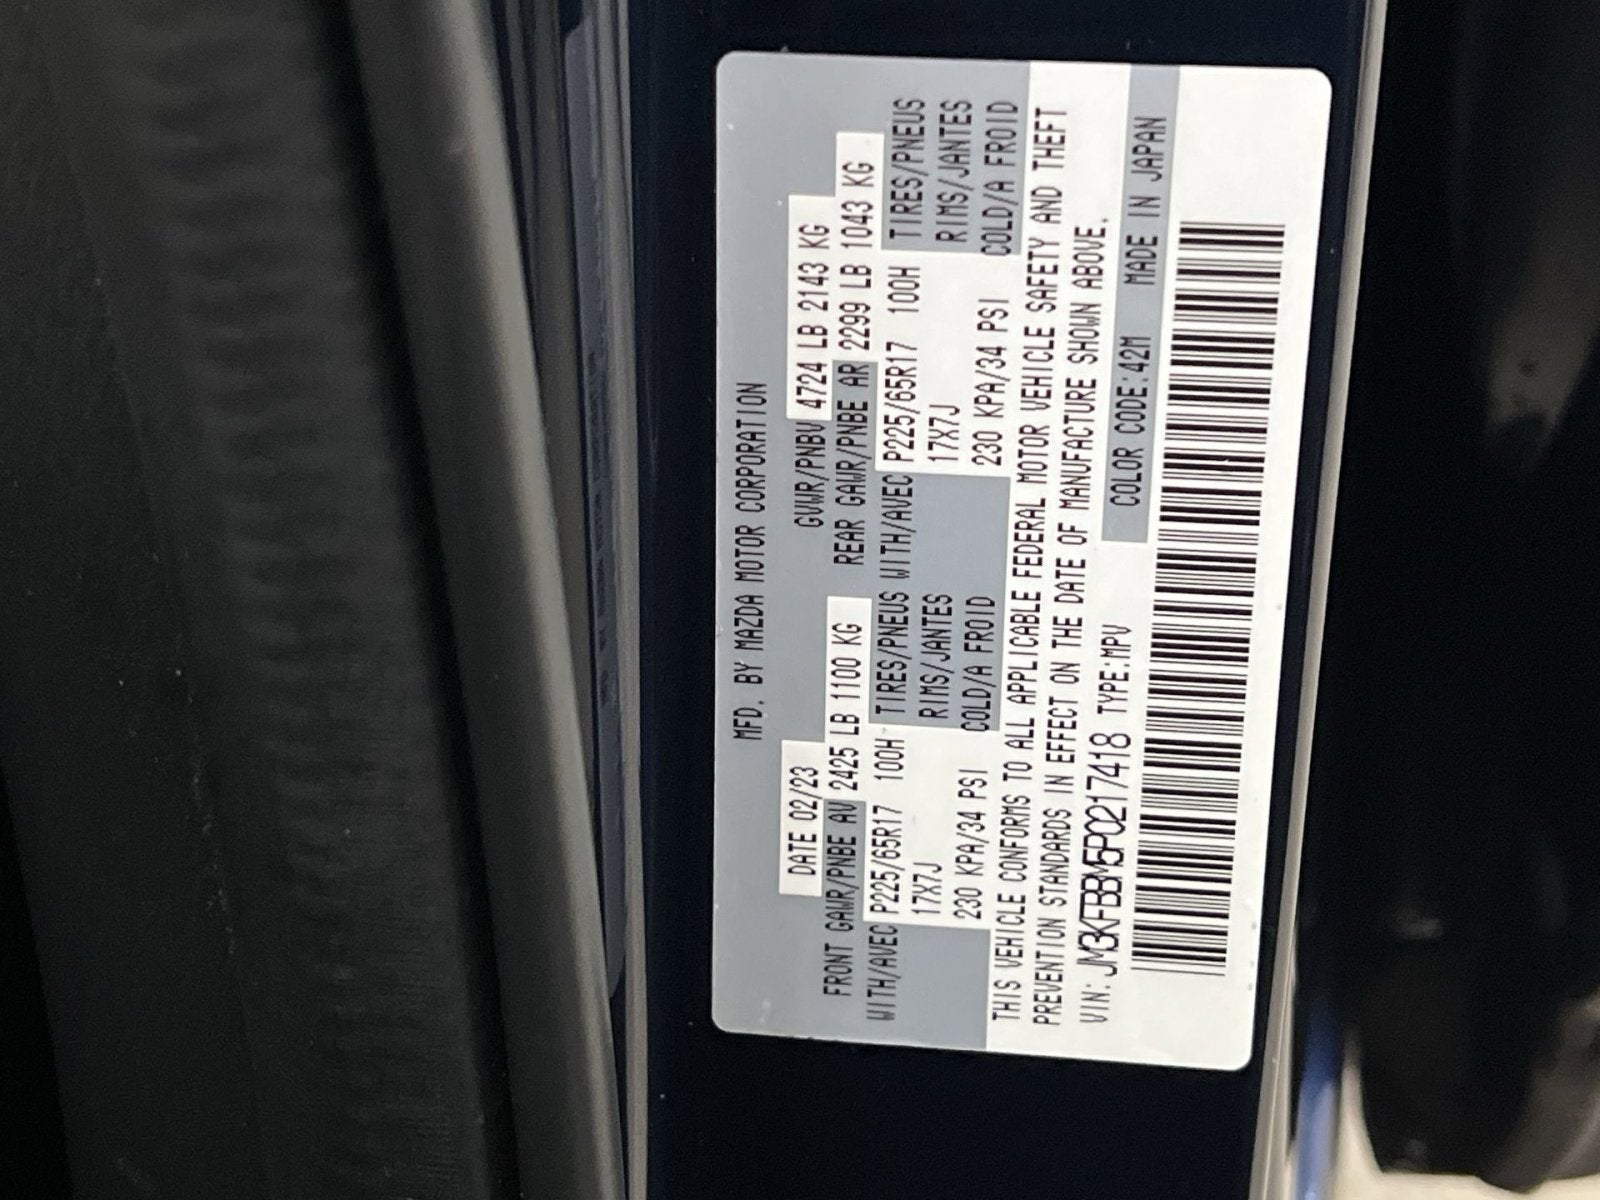 MFD. BY MAZDA MOTOR CORPORATION
DATE 02/23 GVWR/PNBV 4724 LB 2143 KG
FRONT GAWR/PNBE AV 2425 LB 1100 KG REAR GAWR/PNBE AR 2299 LB 1043 KG
WITH/AVEC P225/65R17 100H TIRES/PNEUS WITH/AVEC P225/65R17 100H TIRES/PNEUS
17X7J RIMS/JANTES 17X7J RIMS/JANTES
230 KPA/34 PSI COLD/A FROID 230 KPA/34 PSI COLD/A FROID
THIS VEHICLE CONFORMS TO ALL APPLICABLE FEDERAL MOTOR VEHICLE SAFETY AND THEFT
PREVENTION STANDARDS IN EFFECT ON THE DATE OF MANUFACTURE SHOWN ABOVE.
VIN: JM3KFBBM5P0217418 TYPE:MPV COLOR CODE:42M MADE IN JAPAN